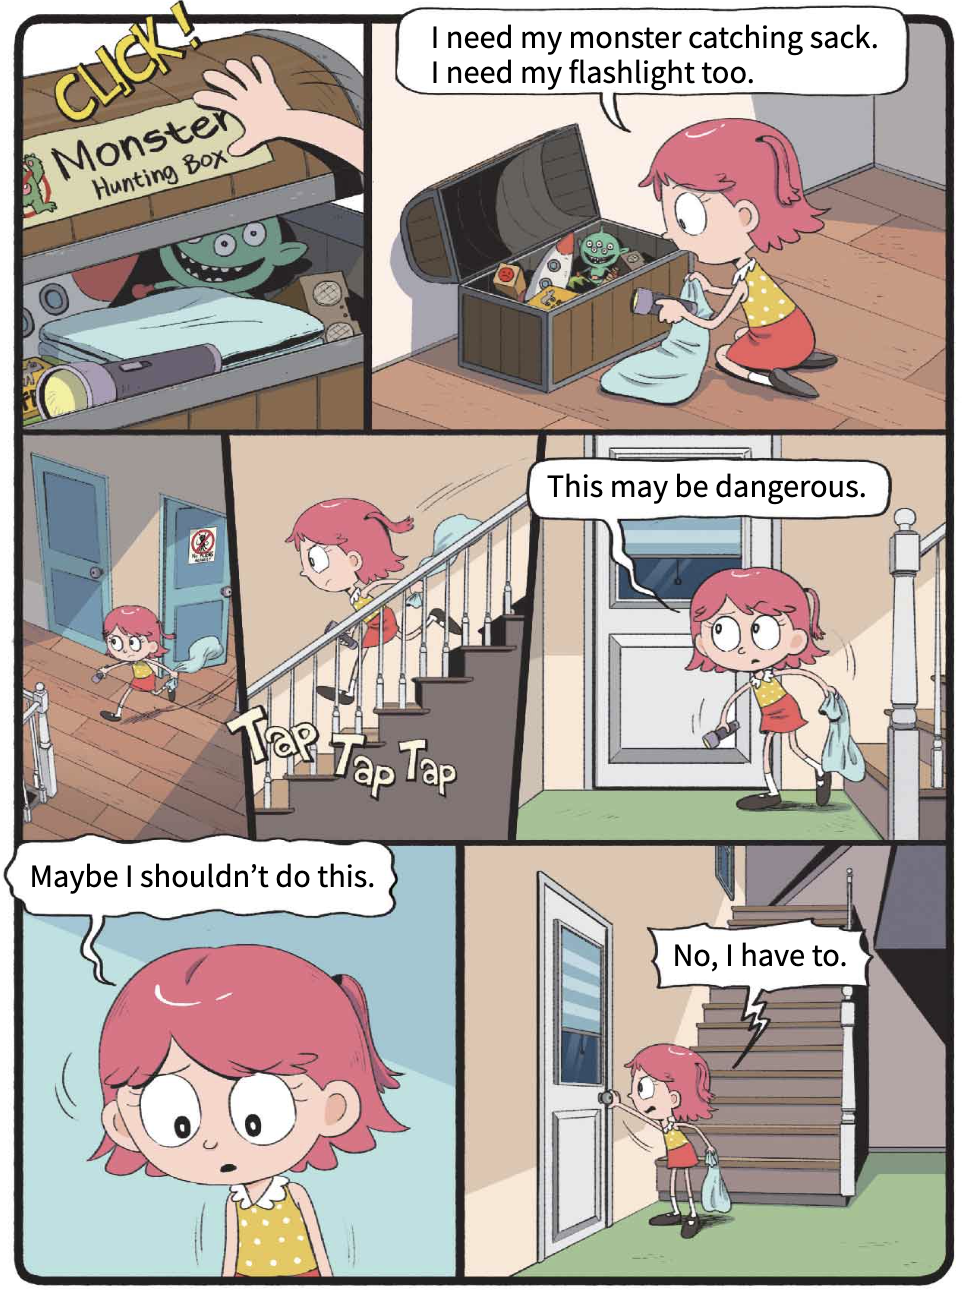 CLICK!
Monster
Hunting Box
I need my monster catching sack.
I need my flashlight too.
Tap
Tap
Tap
This may be dangerous.
Maybe I shouldn't do this.
No, I have to.